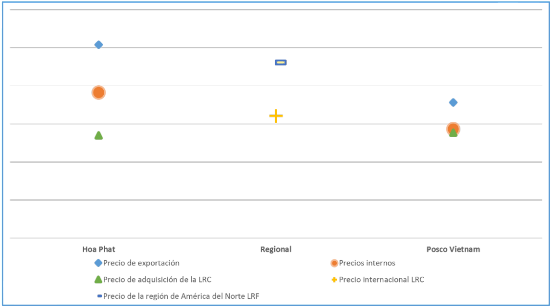 Hoa Phat Regional Posco Vietnam
Precio de exportación Precios internos
Precio de adquisición de la LRC Precio internacional LRC
Precio de la región de América del Norte LRF